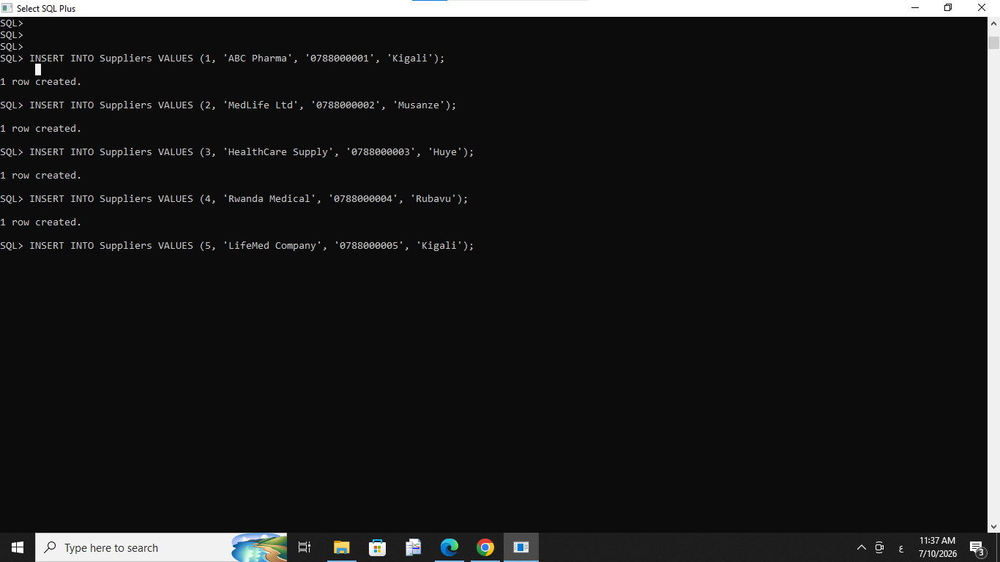 Select SQL Plus
SQL>
SQL>
SQL>
SQL> INSERT INTO Suppliers VALUES (1, 'ABC Pharma', '0788000001', 'Kigali');
1 row created.
SQL> INSERT INTO Suppliers VALUES (2, 'MedLife Ltd', '0788000002', 'Musanze');
1 row created.
SQL> INSERT INTO Suppliers VALUES (3, 'HealthCare Supply', '0788000003', 'Huye');
1 row created.
SQL> INSERT INTO Suppliers VALUES (4, 'Rwanda Medical', '0788000004', 'Rubavu');
1 row created.
SQL> INSERT INTO Suppliers VALUES (5, 'LifeMed Company', '0788000005', 'Kigali');
Type here to search
ع
11:37 AM
7/10/2026
3